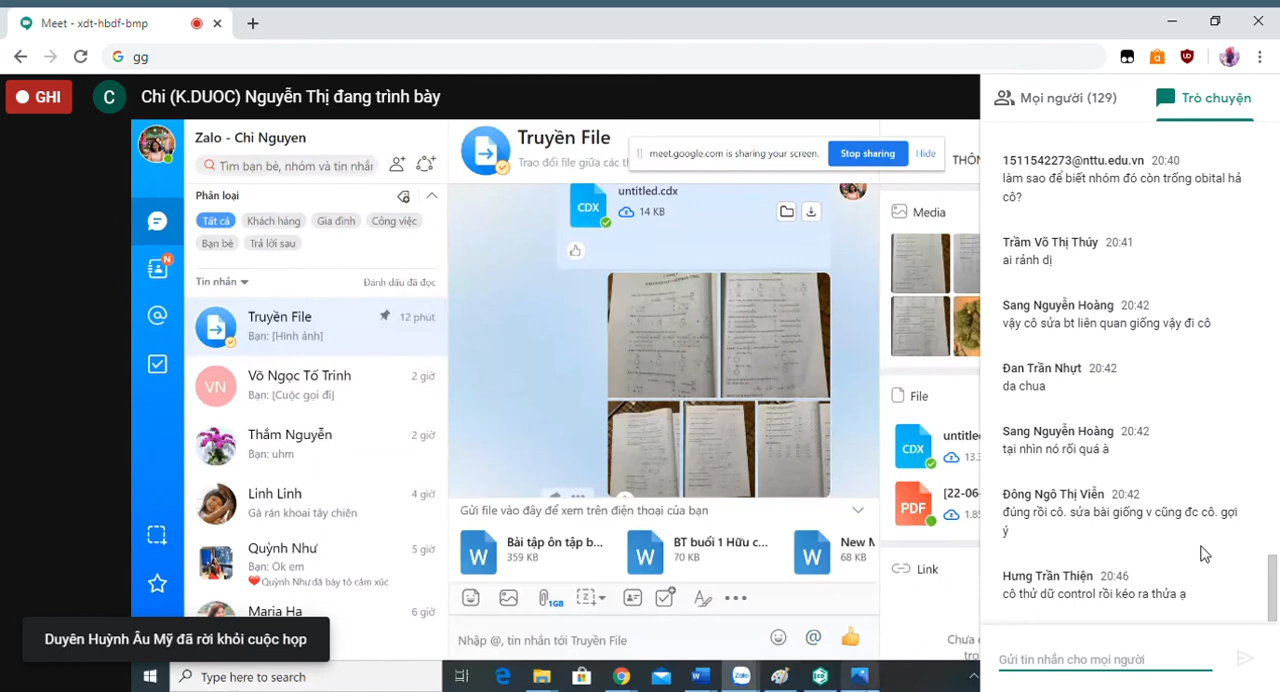 Meet - xdt-hbdf-bmp
gg
GHI
C
Chi (K.DUOC) Nguyễn Thị đang trình bày
Mọi người (129)
Trò chuyện
Zalo - Chi Nguyen
Tìm bạn bè, nhóm và tin nhắn
Phân loại
Tất cả
Khách hàng
Gia đình
Công việc
Bạn bè
Trả lời sau
Tin nhắn
Đánh dấu đã đọc
Truyền File
12 phút
Bạn: [Hình ảnh]
VN
Võ Ngọc Tố Trinh
2 giờ
Bạn: [Cuộc gọi đi]
Thắm Nguyễn
2 giờ
Bạn: uhm
Linh Linh
4 giờ
Gà rán khoai tây chiên
Quỳnh Như
5 giờ
Bạn: Ok em
Quỳnh Như đã bày tỏ cảm xúc
Maria Ha
6 giờ
N
Truyền File
Trao đổi file giữa các th
meet.google.com is sharing your screen.
Stop sharing
Hide
THÔN
CDX
untitled.cdx
14 KB
Gửi file vào đây để xem trên điện thoại của bạn
W
Bài tập ôn tập b...
359 KB
W
BT buổi 1 Hữu c...
70 KB
W
New M
68 KB
1GB
Nhập @, tin nhắn tới Truyền File
Media
File
CDX
untitle
13.3
PDF
[22-06-
1.85
Link
Chưa c
trò
1511542273@nttu.edu.vn 20:40
làm sao để biết nhóm đó còn trống obital hả
cô?
Trầm Võ Thị Thúy 20:41
ai rảnh dị
Sang Nguyễn Hoàng 20:42
vậy cô sửa bt liên quan giống vậy đi cô
Đan Trần Nhựt 20:42
da chua
Sang Nguyễn Hoàng 20:42
tại nhìn nó rối quá à
Đông Ngô Thị Viễn 20:42
đúng rồi cô. sửa bài giống v cũng đc cô. gợi
ý
Hưng Trần Thiện 20:46
cô thử dữ control rồi kéo ra thửa ạ
Gửi tin nhắn cho mọi người
Duyên Huỳnh Âu Mỹ đã rời khỏi cuộc họp
Type here to search
Zalo